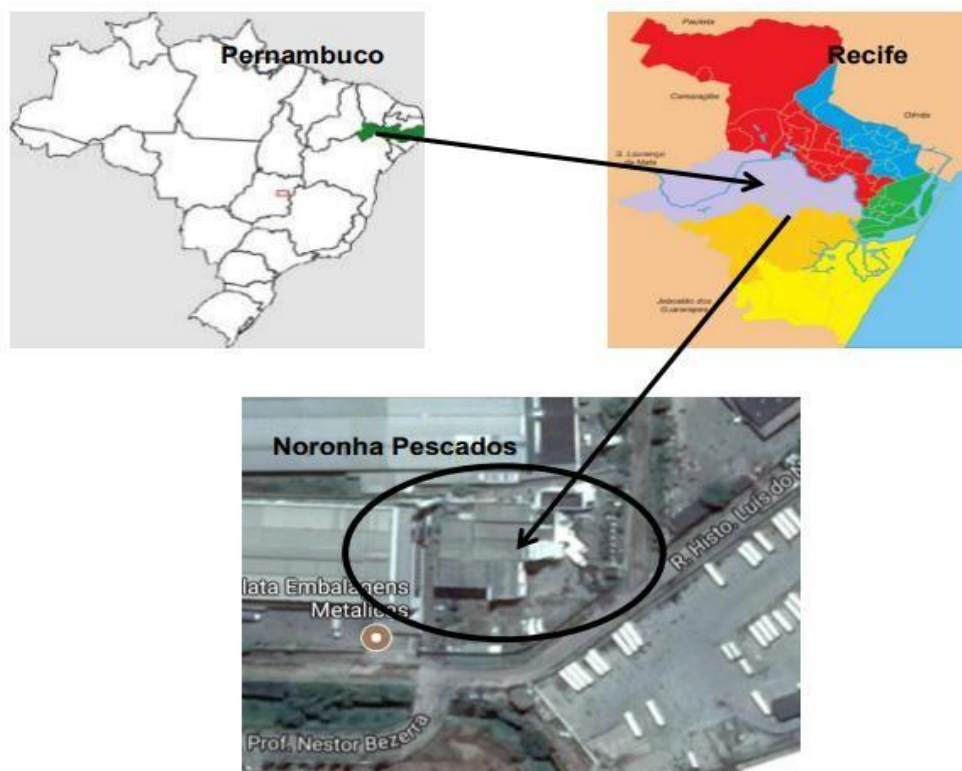 Pernambuco
Recife
Paulista
Camaragibe
Olinda
S. Lourenço
da Mata
Jaboatão dos
Guararapes
Noronha Pescados
lata Embalagens
Metalicas
R. Histo. Luís do N
Prof. Nestor Bezerra